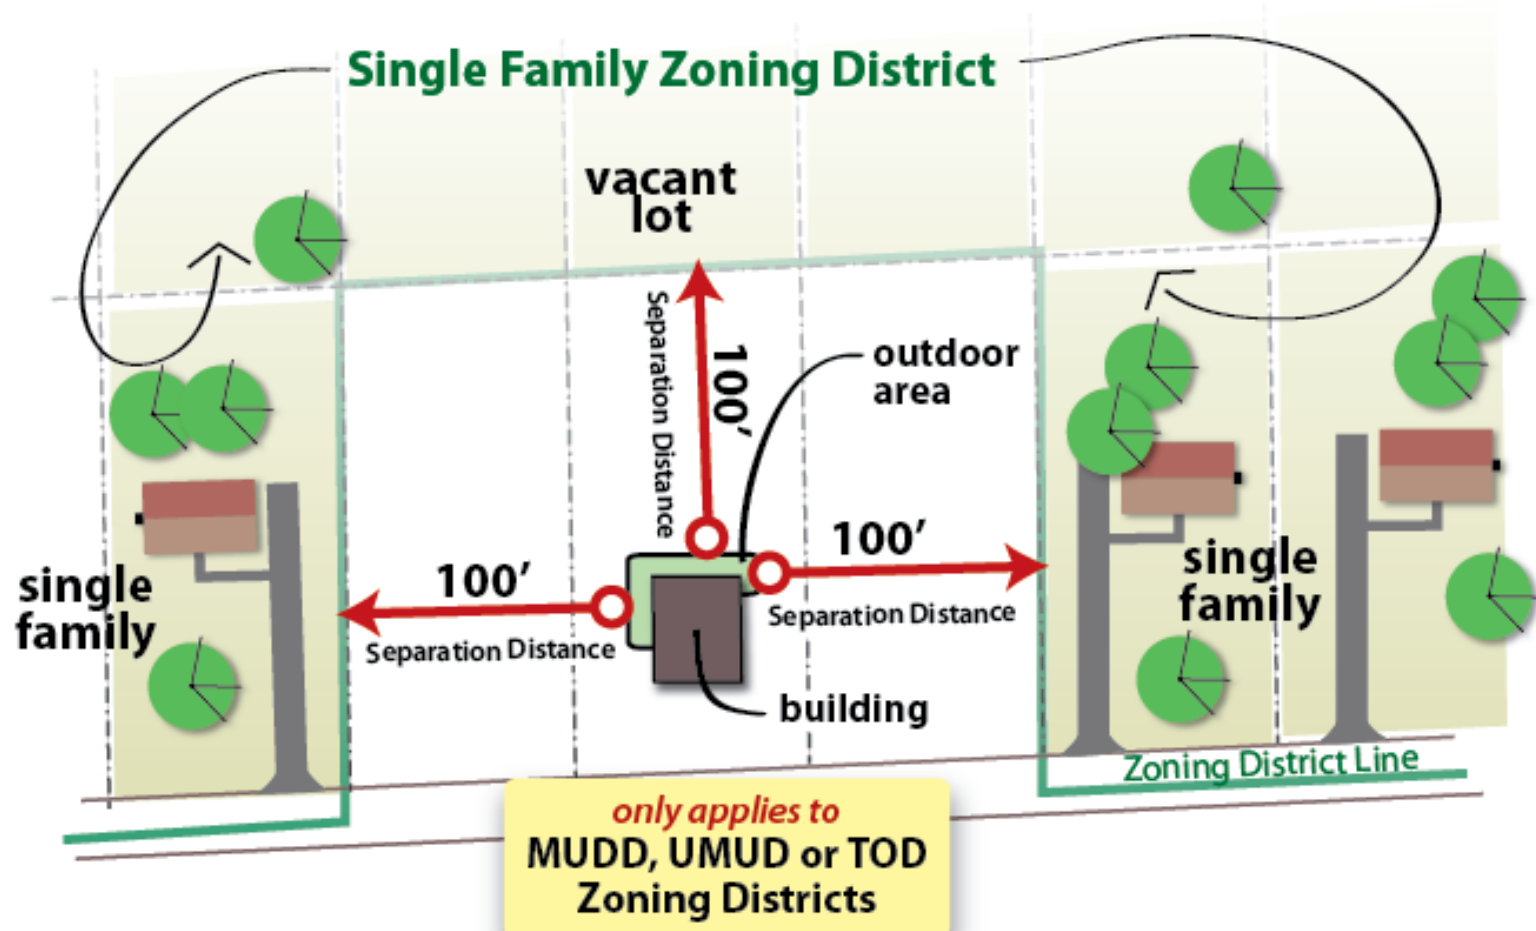 Single Family Zoning District
vacant
lot
Separation Distance
100’
outdoor
area
100’
Separation Distance
100’
Separation Distance
single
family
single
family
building
Zoning District Line
only applies to
MUDD, UMUD or TOD
Zoning Districts